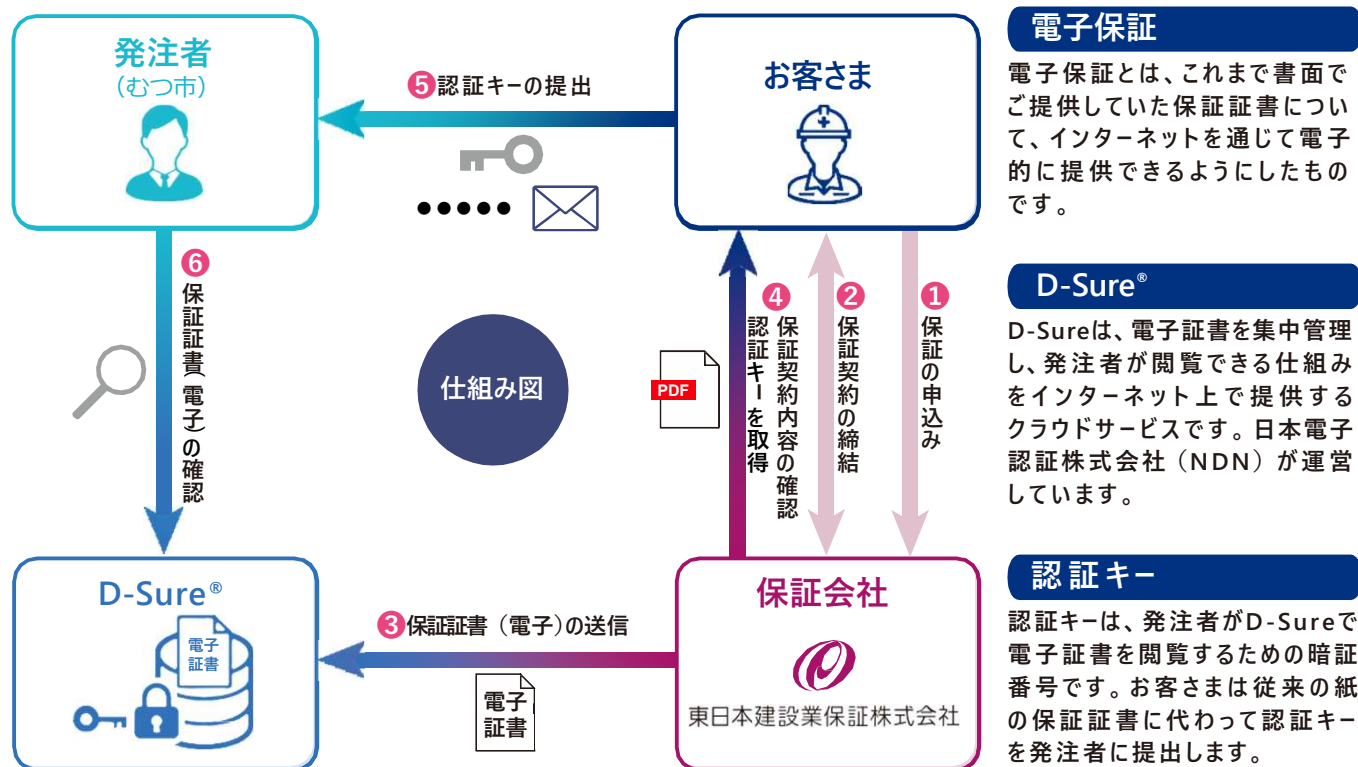 発注者
(むつ市)
❺認証キーの提出
お客さま
❻
保証証書(電子)の確認
仕組み図
PDF
❹
保証契約内容の確認
認証キーを取得
❷
保証契約の締結
❶
保証の申込み
D-Sure®
電子
証書
❸保証証書(電子)の送信
電子
証書
保証会社
東日本建設業保証株式会社
電子保証
電子保証とは、これまで書面で
ご提供していた保証証書につい
て、インターネットを通じて電子
的に提供できるようにしたもの
です。
D-Sure®
D-Sureは、電子証書を集中管理
し、発注者が閲覧できる仕組み
をインターネット上で提供する
クラウドサービスです。日本電子
認証株式会社（NDN）が運営
しています。
認証キー
認証キーは、発注者がD-Sureで
電子証書を閲覧するための暗証
番号です。お客さまは従来の紙
の保証証書に代わって認証キー
を発注者に提出します。